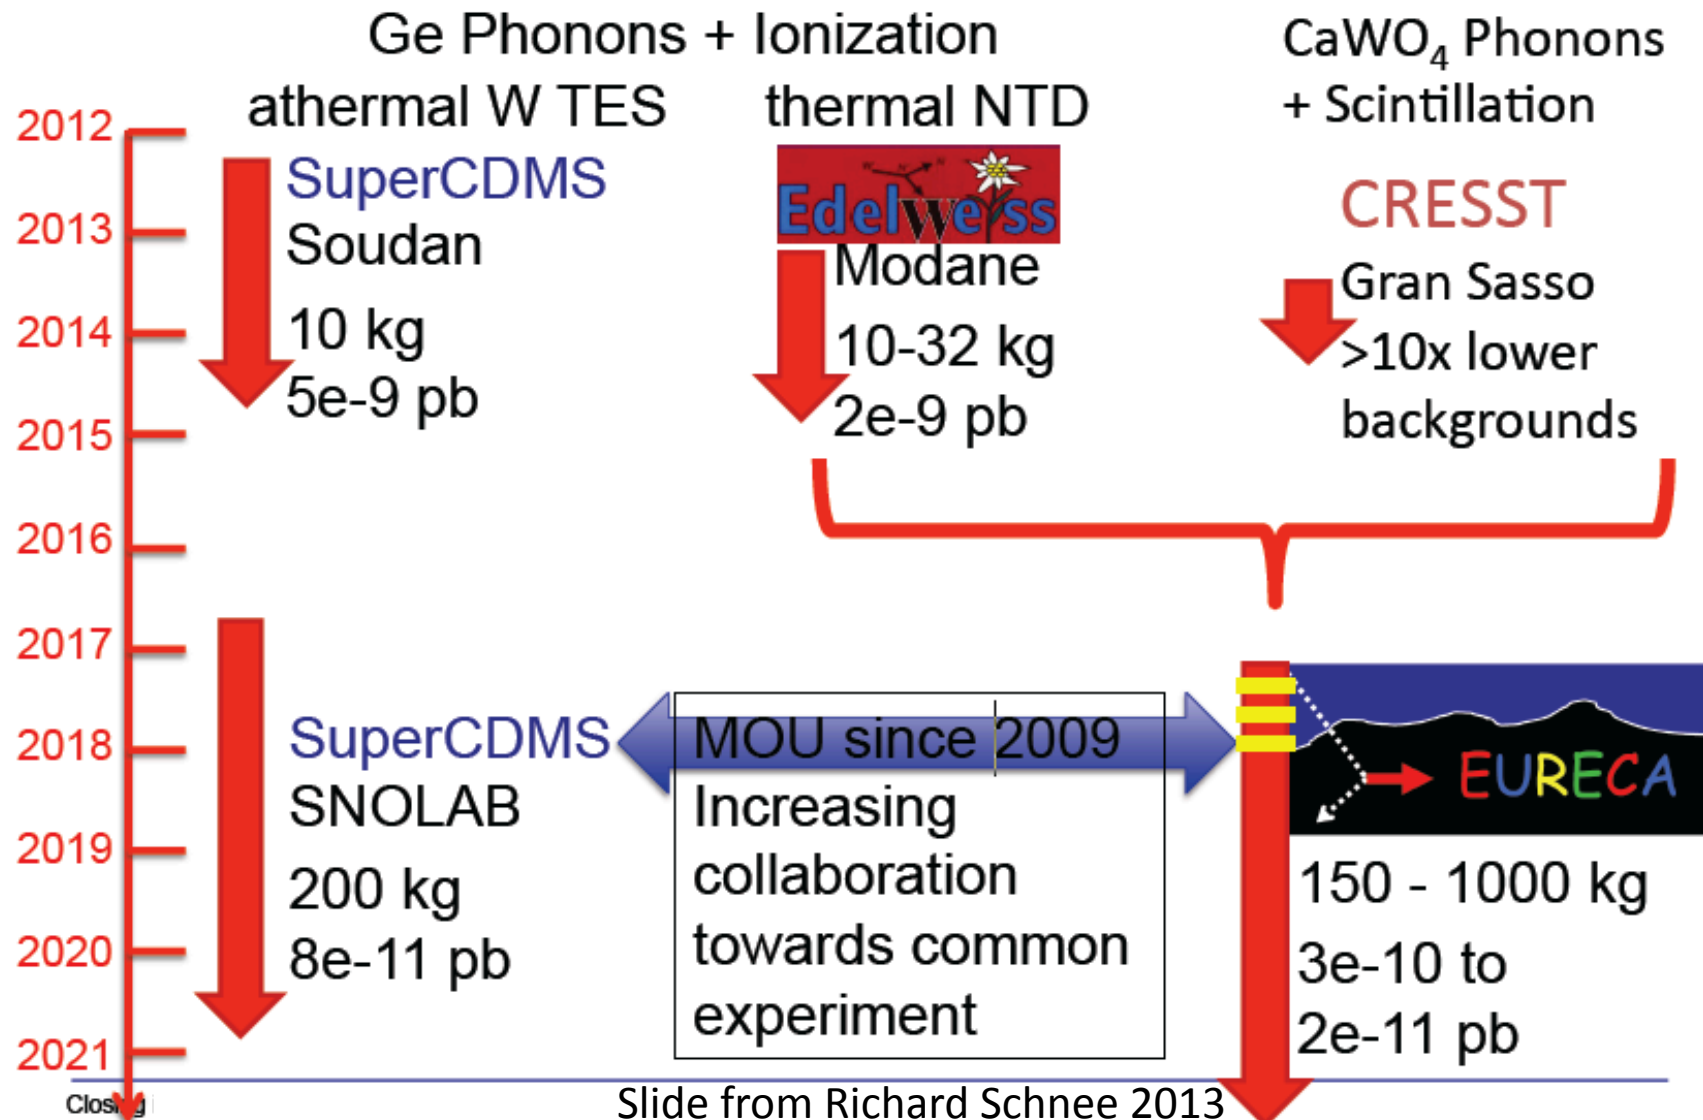 Ge Phonons + Ionization
athermal W TES
thermal NTD
CaWO₄ Phonons
+ Scintillation
2012
2013
2014
2015
2016
2017
2018
2019
2020
2021
SuperCDMS
Soudan
10 kg
5e-9 pb
Edelweiss
Modane
10-32 kg
2e-9 pb
CRESST
Gran Sasso
>10x lower
backgrounds
SuperCDMS
SNOLAB
200 kg
8e-11 pb
MOU since 2009
Increasing
collaboration
towards common
experiment
EURECA
150 - 1000 kg
3e-10 to
2e-11 pb
Slide from Richard Schnee 2013